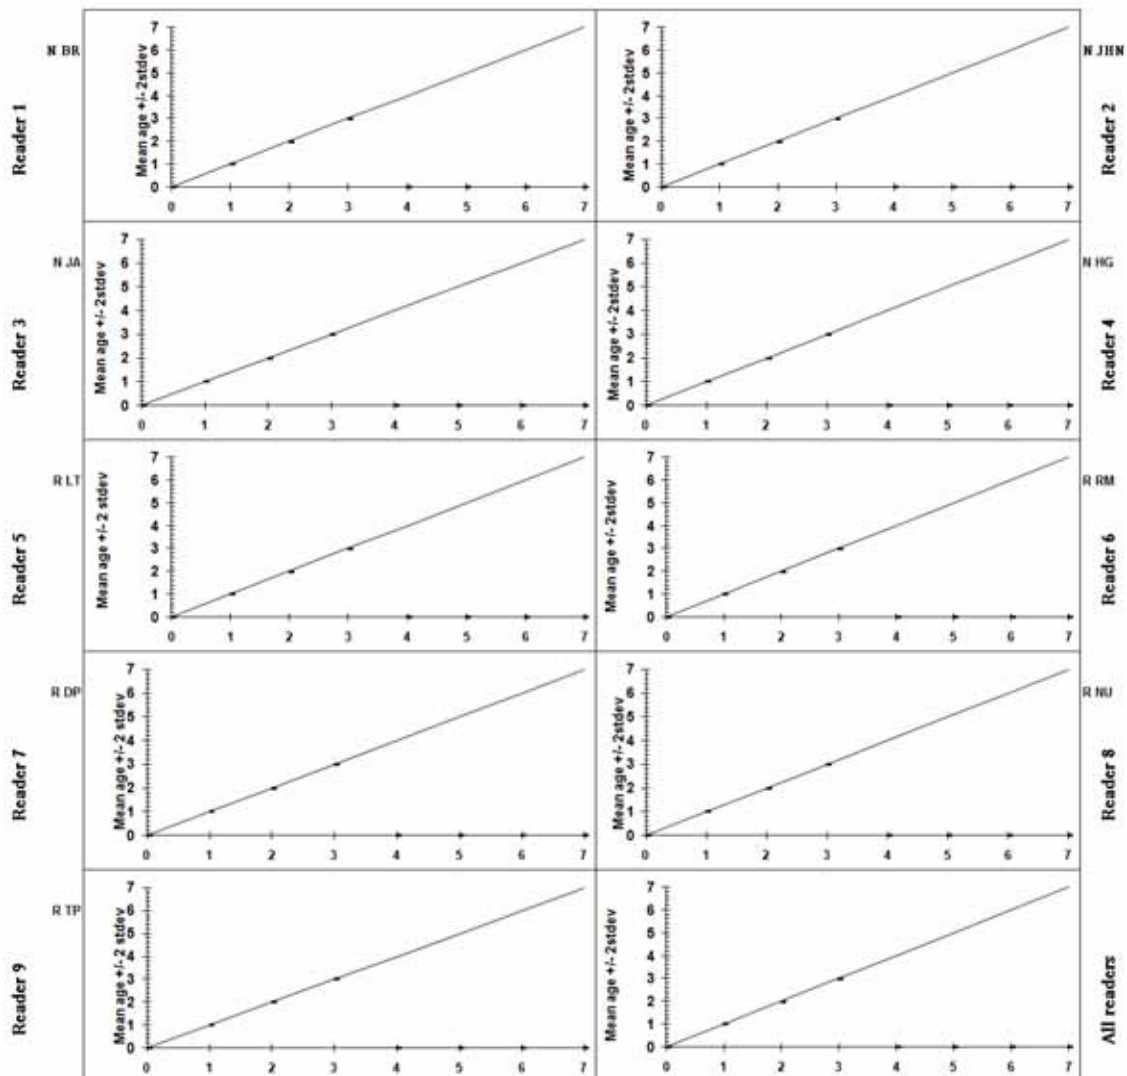 N BR
Reader 1
Mean age +/- 2stdev
7
6
5
4
3
2
1
0
0 1 2 3 4 5 6 7
N JHN
Reader 2
Mean age +/- 2stdev
7
6
5
4
3
2
1
0
0 1 2 3 4 5 6 7
N JA
Reader 3
Mean age +/- 2stdev
7
6
5
4
3
2
1
0
0 1 2 3 4 5 6 7
N HG
Reader 4
Mean age +/- 2stdev
7
6
5
4
3
2
1
0
0 1 2 3 4 5 6 7
R LT
Reader 5
Mean age +/- 2 stdev
7
6
5
4
3
2
1
0
0 1 2 3 4 5 6 7
R RM
Reader 6
Mean age +/- 2stdev
7
6
5
4
3
2
1
0
0 1 2 3 4 5 6 7
R DP
Reader 7
Mean age +/- 2 stdev
7
6
5
4
3
2
1
0
0 1 2 3 4 5 6 7
R NU
Reader 8
Mean age +/- 2stdev
7
6
5
4
3
2
1
0
0 1 2 3 4 5 6 7
R TP
Reader 9
Mean age +/- 2 stdev
7
6
5
4
3
2
1
0
0 1 2 3 4 5 6 7
All readers
Mean age +/- 2stdev
7
6
5
4
3
2
1
0
0 1 2 3 4 5 6 7